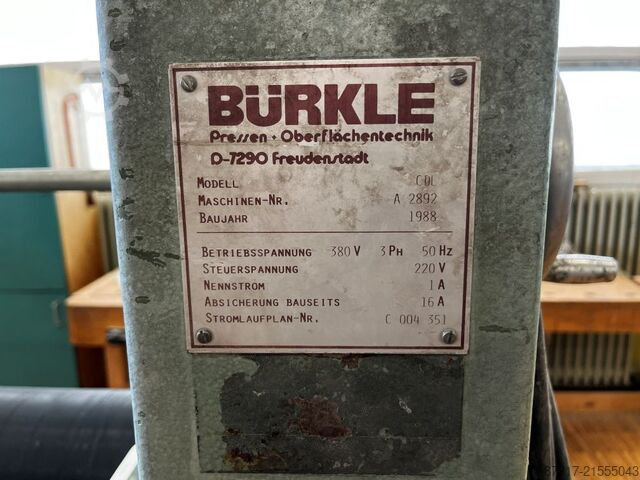 BÜRKLE
Pressen + Oberflächentechnik
D-7290 Freudenstadt
MODELL CDL
MASCHINEN-NR. A 2892
BAUJAHR 1988
BETRIEBSSPANNUNG 380 V 3 PH 50 HZ
STEUERSPANNUNG 220 V
NENNSTROM 1 A
ABSICHERUNG BAUSEITS 16 A
STROMLAUFPLAN-NR. C 004 351